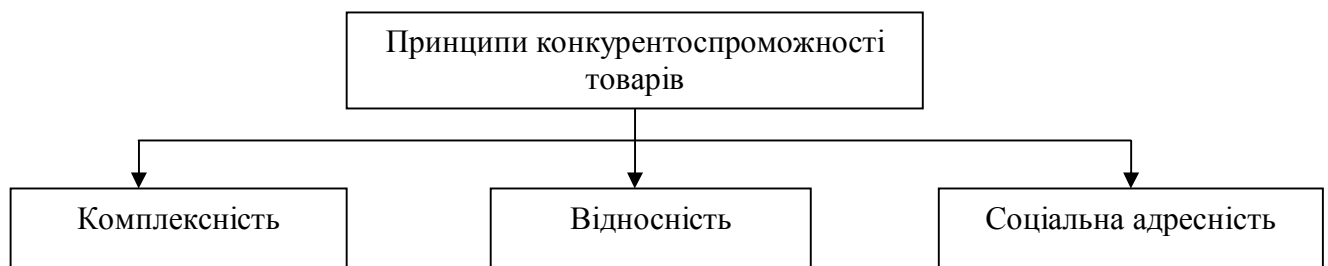 Принципи конкурентоспроможності
товарів
Комплексність
Відносність
Соціальна адресність